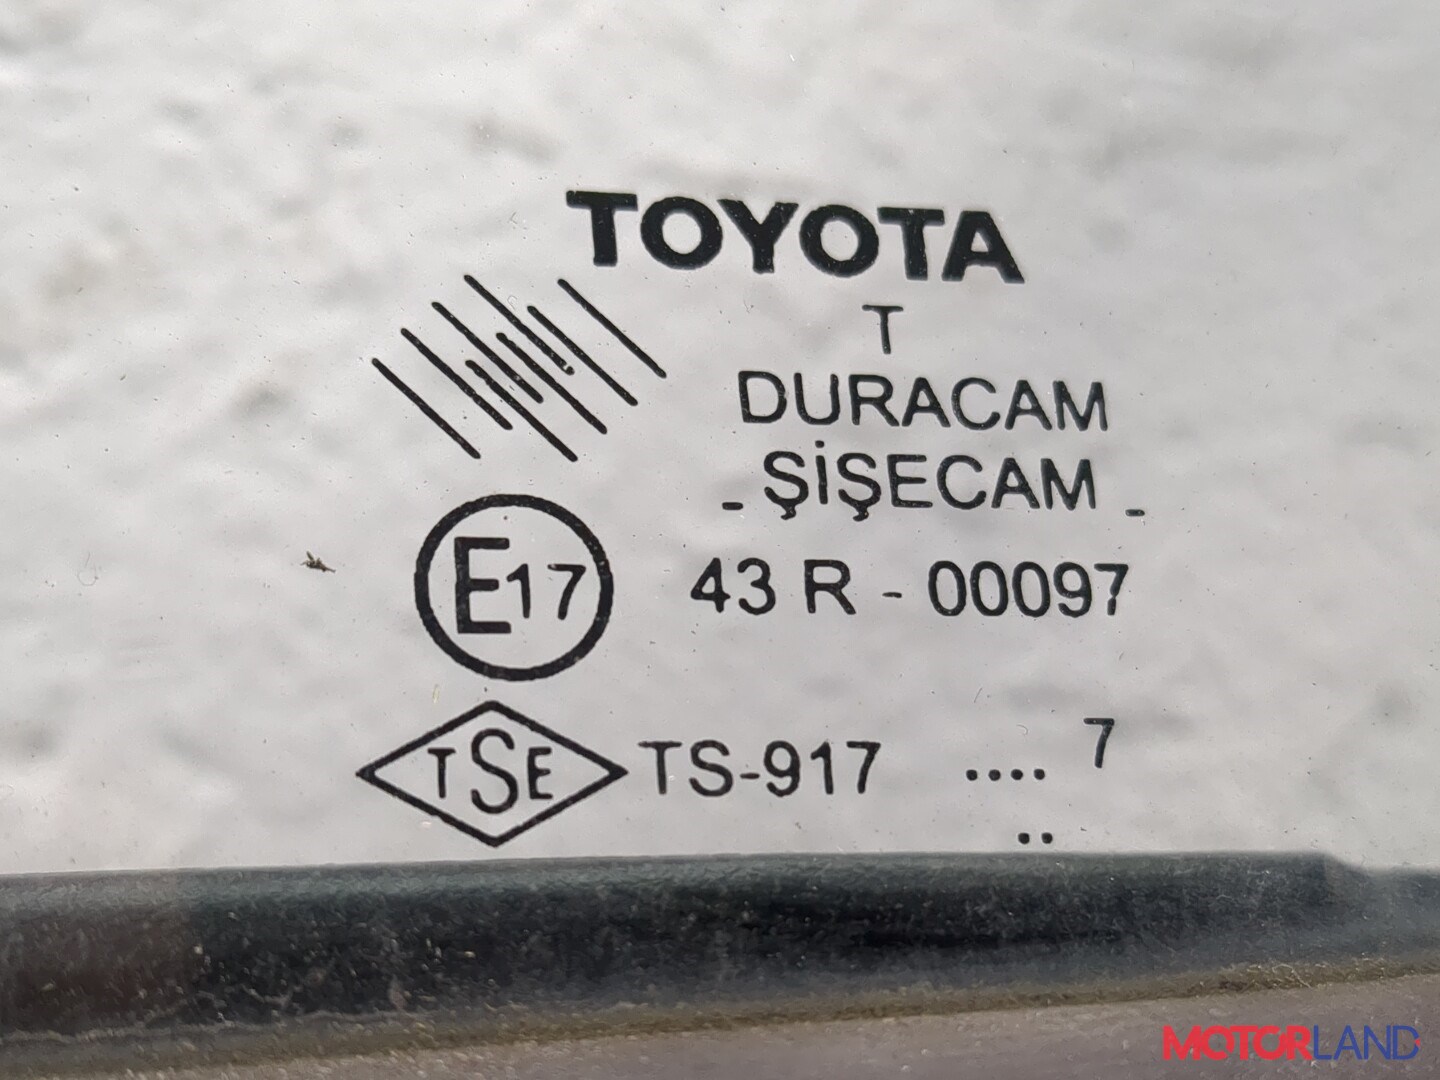 TOYOTA
T
DURACAM
- ŞİŞECAM -
E17 43 R - 00097
TSE TS-917 .... 7
..
MOTORLAND